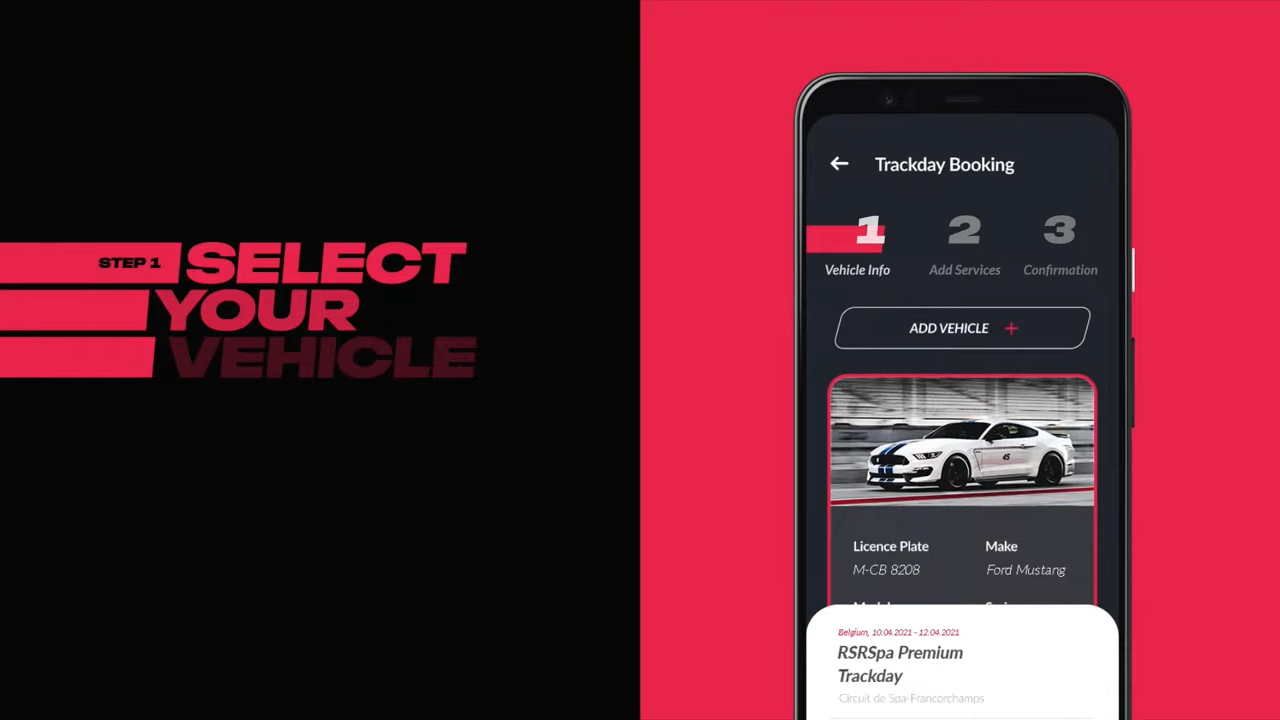 STEP 1 SELECT
YOUR
VEHICLE
Trackday Booking
1 2 3
Vehicle Info Add Services Confirmation
ADD VEHICLE +
45
Licence Plate Make
M-CB 8208 Ford Mustang
Belgium, 10.04.2021 - 12.04.2021
RSRSpa Premium
Trackday
Circuit de Spa-Francorchamps